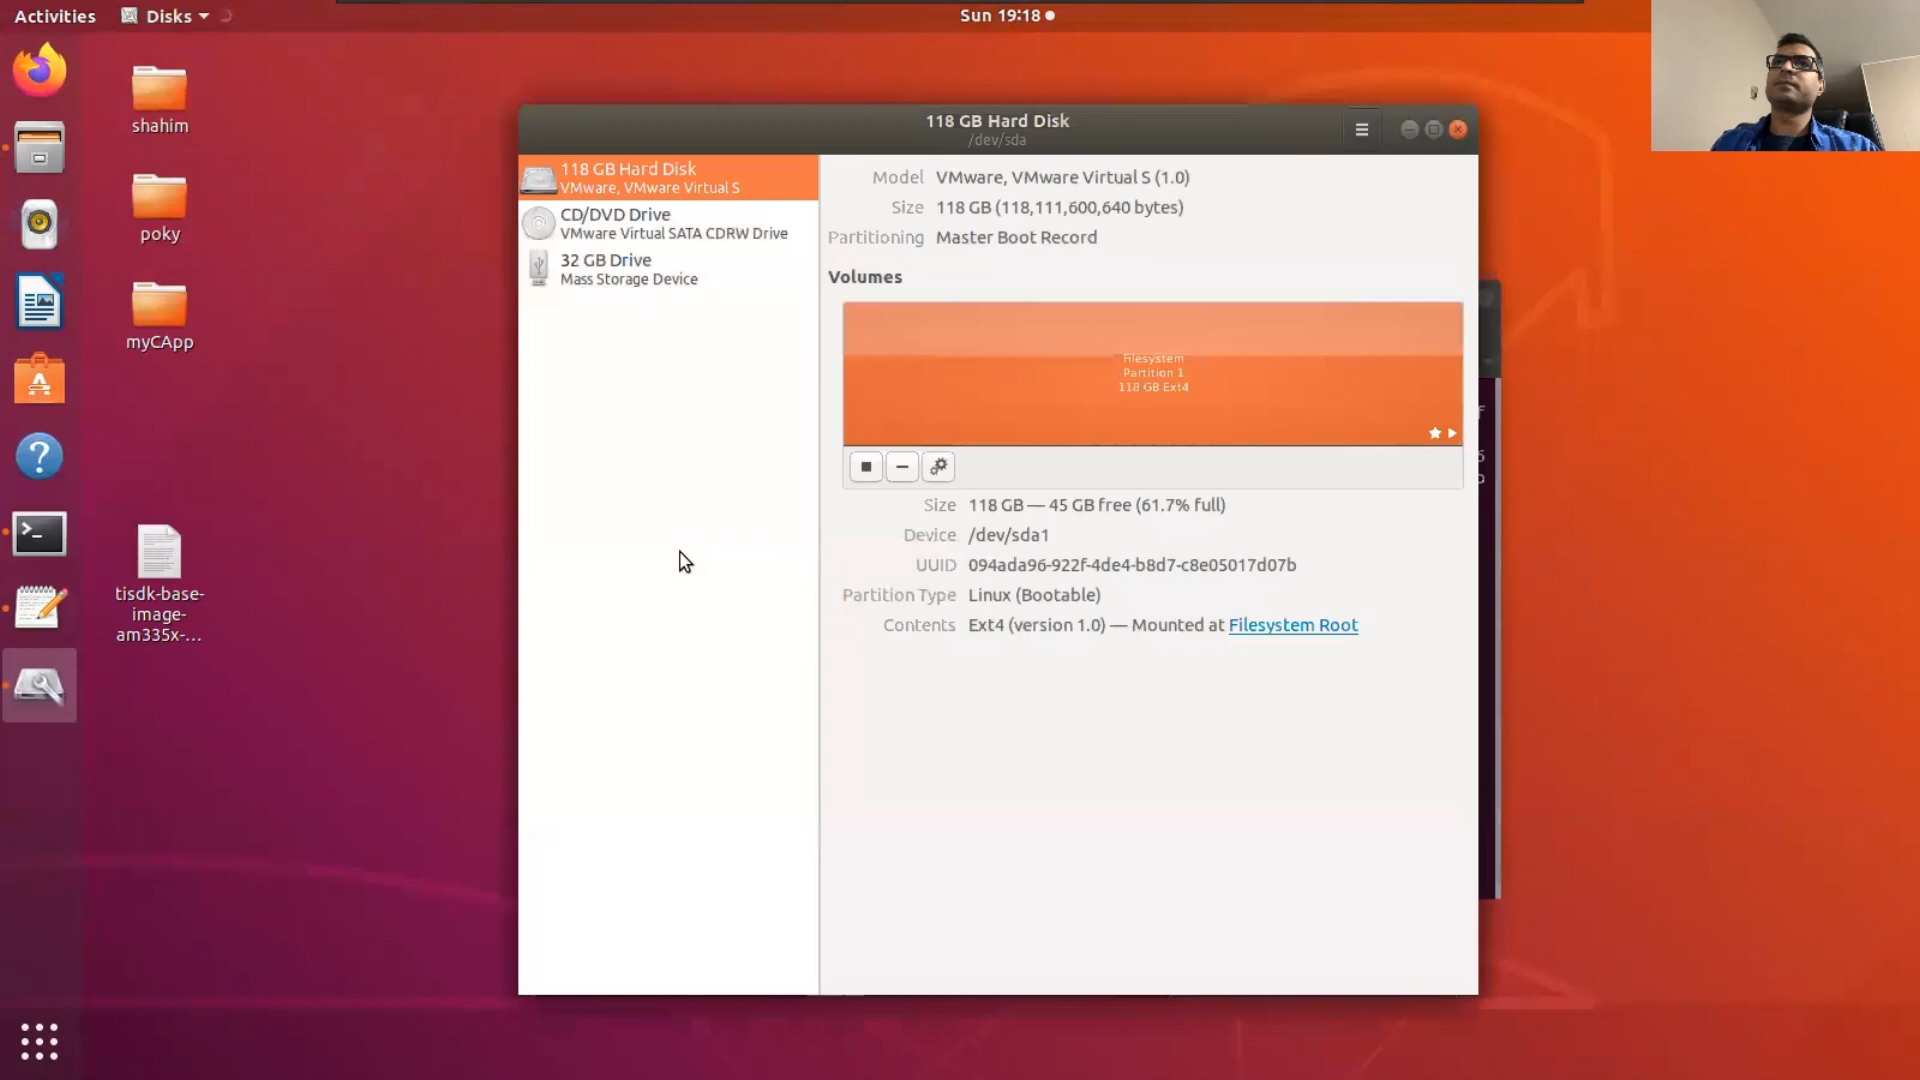 Activities
Disks
Sun 19:18
shahim
poky
myCApp
tisdk-base-
image-
am335x-...
118 GB Hard Disk
/dev/sda
118 GB Hard Disk
VMware, VMware Virtual S
CD/DVD Drive
VMware Virtual SATA CDRW Drive
32 GB Drive
Mass Storage Device
Model VMware, VMware Virtual S (1.0)
Size 118 GB (118,111,600,640 bytes)
Partitioning Master Boot Record
Volumes
Filesystem
Partition 1
118 GB Ext4
Size 118 GB — 45 GB free (61.7% full)
Device /dev/sda1
UUID 094ada96-922f-4de4-b8d7-c8e05017d07b
Partition Type Linux (Bootable)
Contents Ext4 (version 1.0) — Mounted at Filesystem Root